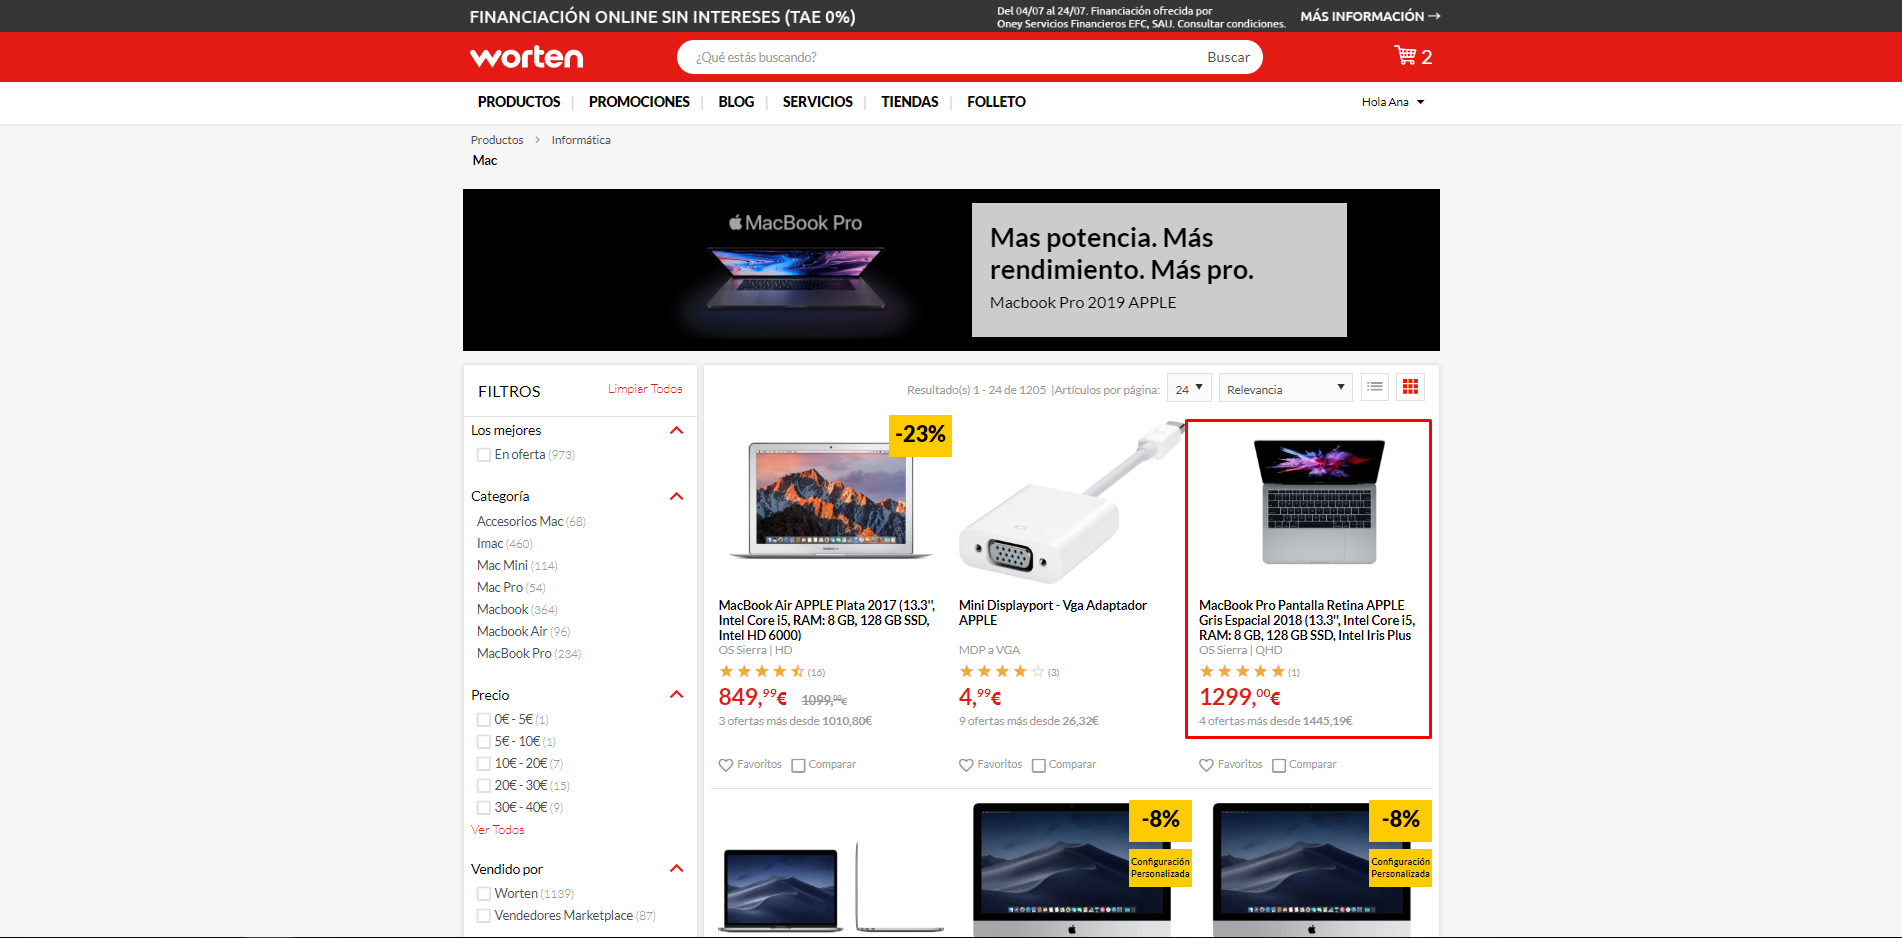 FINANCIACIÓN ONLINE SIN INTERESES (TAE 0%)
Del 04/07 al 24/07. Financiación ofrecida por
Oney Servicios Financieros EFC, SAU. Consultar condiciones.
MÁS INFORMACIÓN →
worten
¿Qué estás buscando?
Buscar
2
PRODUCTOS | PROMOCIONES | BLOG | SERVICIOS | TIENDAS | FOLLETO
Hola Ana
Productos > Informática
Mac
MacBook Pro
Mas potencia. Más
rendimiento. Más pro.
Macbook Pro 2019 APPLE
FILTROS
Limpiar Todos
Los mejores
En oferta (973)
Categoría
Accesorios Mac (68)
Imac (460)
Mac Mini (114)
Mac Pro (54)
Macbook (364)
Macbook Air (96)
MacBook Pro (234)
Precio
0€ - 5€ (1)
5€ - 10€ (1)
10€ - 20€ (7)
20€ - 30€ (15)
30€ - 40€ (9)
Ver Todos
Vendido por
Worten (1139)
Vendedores Marketplace (87)
Resultado(s) 1 - 24 de 1205 |Artículos por página:
24
Relevancia
-23%
MacBook Air APPLE Plata 2017 (13.3'',
Intel Core i5, RAM: 8 GB, 128 GB SSD,
Intel HD 6000)
OS Sierra | HD
(16)
849,99€ 1099,00€
3 ofertas más desde 1010,80€
Favoritos
Comparar
Mini Displayport - Vga Adaptador
APPLE
MDP a VGA
(3)
4,99€
9 ofertas más desde 26,32€
Favoritos
Comparar
MacBook Pro Pantalla Retina APPLE
Gris Espacial 2018 (13.3'', Intel Core i5,
RAM: 8 GB, 128 GB SSD, Intel Iris Plus
OS Sierra | QHD
(1)
1299,00€
4 ofertas más desde 1445,19€
Favoritos
Comparar
-8%
Configuración
Personalizada
-8%
Configuración
Personalizada